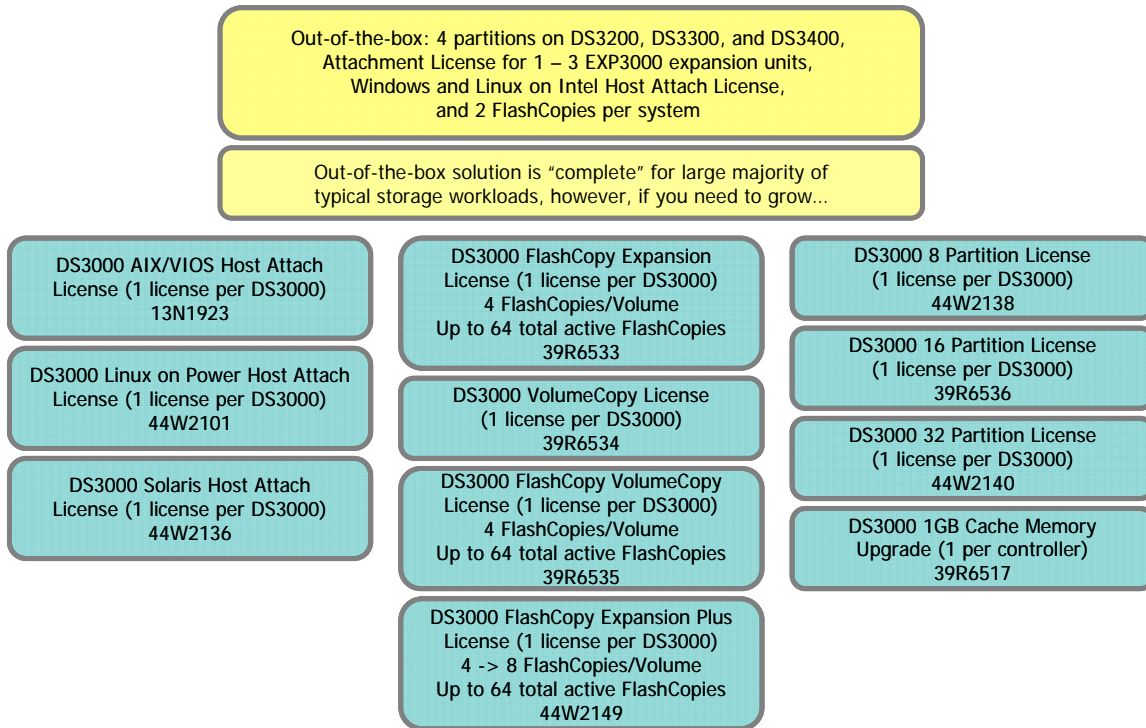 Out-of-the-box: 4 partitions on DS3200, DS3300, and DS3400,
Attachment License for 1 – 3 EXP3000 expansion units,
Windows and Linux on Intel Host Attach License,
and 2 FlashCopies per system
Out-of-the-box solution is "complete" for large majority of
typical storage workloads, however, if you need to grow...
DS3000 AIX/VIOS Host Attach
License (1 license per DS3000)
13N1923
DS3000 Linux on Power Host Attach
License (1 license per DS3000)
44W2101
DS3000 Solaris Host Attach
License (1 license per DS3000)
44W2136
DS3000 FlashCopy Expansion
License (1 license per DS3000)
4 FlashCopies/Volume
Up to 64 total active FlashCopies
39R6533
DS3000 VolumeCopy License
(1 license per DS3000)
39R6534
DS3000 FlashCopy VolumeCopy
License (1 license per DS3000)
4 FlashCopies/Volume
Up to 64 total active FlashCopies
39R6535
DS3000 FlashCopy Expansion Plus
License (1 license per DS3000)
4 -> 8 FlashCopies/Volume
Up to 64 total active FlashCopies
44W2149
DS3000 8 Partition License
(1 license per DS3000)
44W2138
DS3000 16 Partition License
(1 license per DS3000)
39R6536
DS3000 32 Partition License
(1 license per DS3000)
44W2140
DS3000 1GB Cache Memory
Upgrade (1 per controller)
39R6517